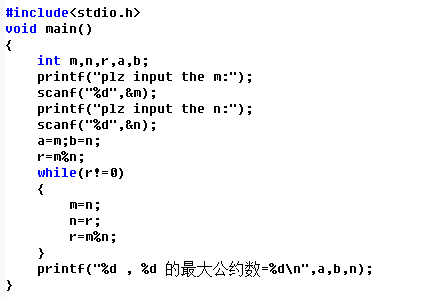 #include<stdio.h>
void main()
{
    int m,n,r,a,b;
    printf("plz input the m:");
    scanf("%d",&m);
    printf("plz input the n:");
    scanf("%d",&n);
    a=m;b=n;
    r=m%n;
    while(r!=0)
    {
        m=n;
        n=r;
        r=m%n;
    }
    printf("%d , %d 的最大公约数=%d\n",a,b,n);
}